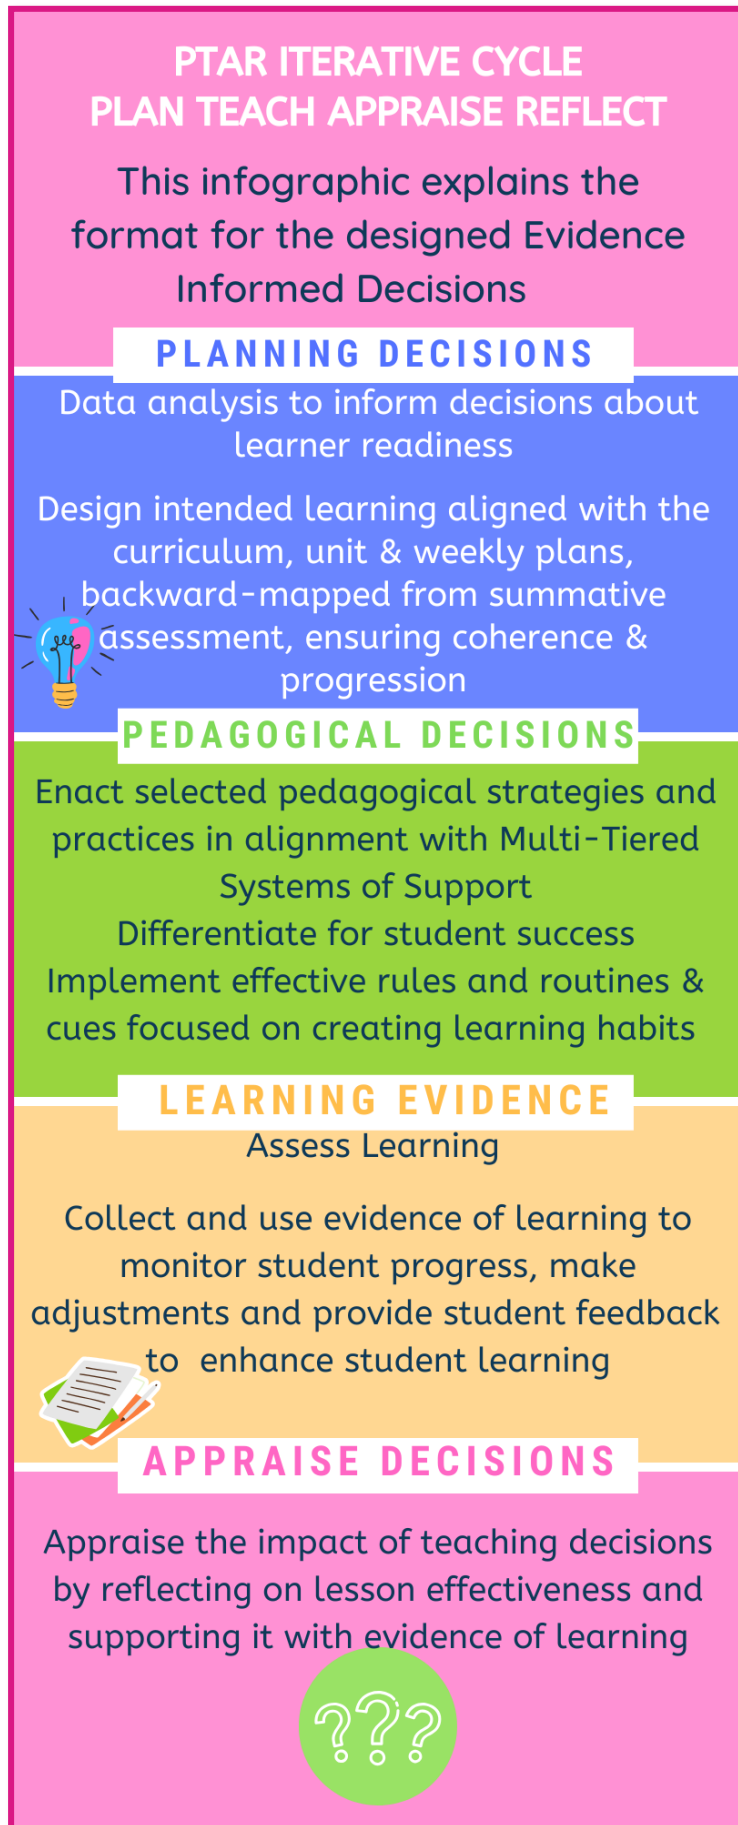 PTAR ITERATIVE CYCLE
PLAN TEACH APPRAISE REFLECT
This infographic explains the
format for the designed Evidence
Informed Decisions
PLANNING DECISIONS
Data analysis to inform decisions about
learner readiness
Design intended learning aligned with the
curriculum, unit & weekly plans,
backward-mapped from summative
assessment, ensuring coherence &
progression
PEDAGOGICAL DECISIONS
Enact selected pedagogical strategies and
practices in alignment with Multi-Tiered
Systems of Support
Differentiate for student success
Implement effective rules and routines &
cues focused on creating learning habits
LEARNING EVIDENCE
Assess Learning
Collect and use evidence of learning to
monitor student progress, make
adjustments and provide student feedback
to enhance student learning
APPRAISE DECISIONS
Appraise the impact of teaching decisions
by reflecting on lesson effectiveness and
supporting it with evidence of learning
???